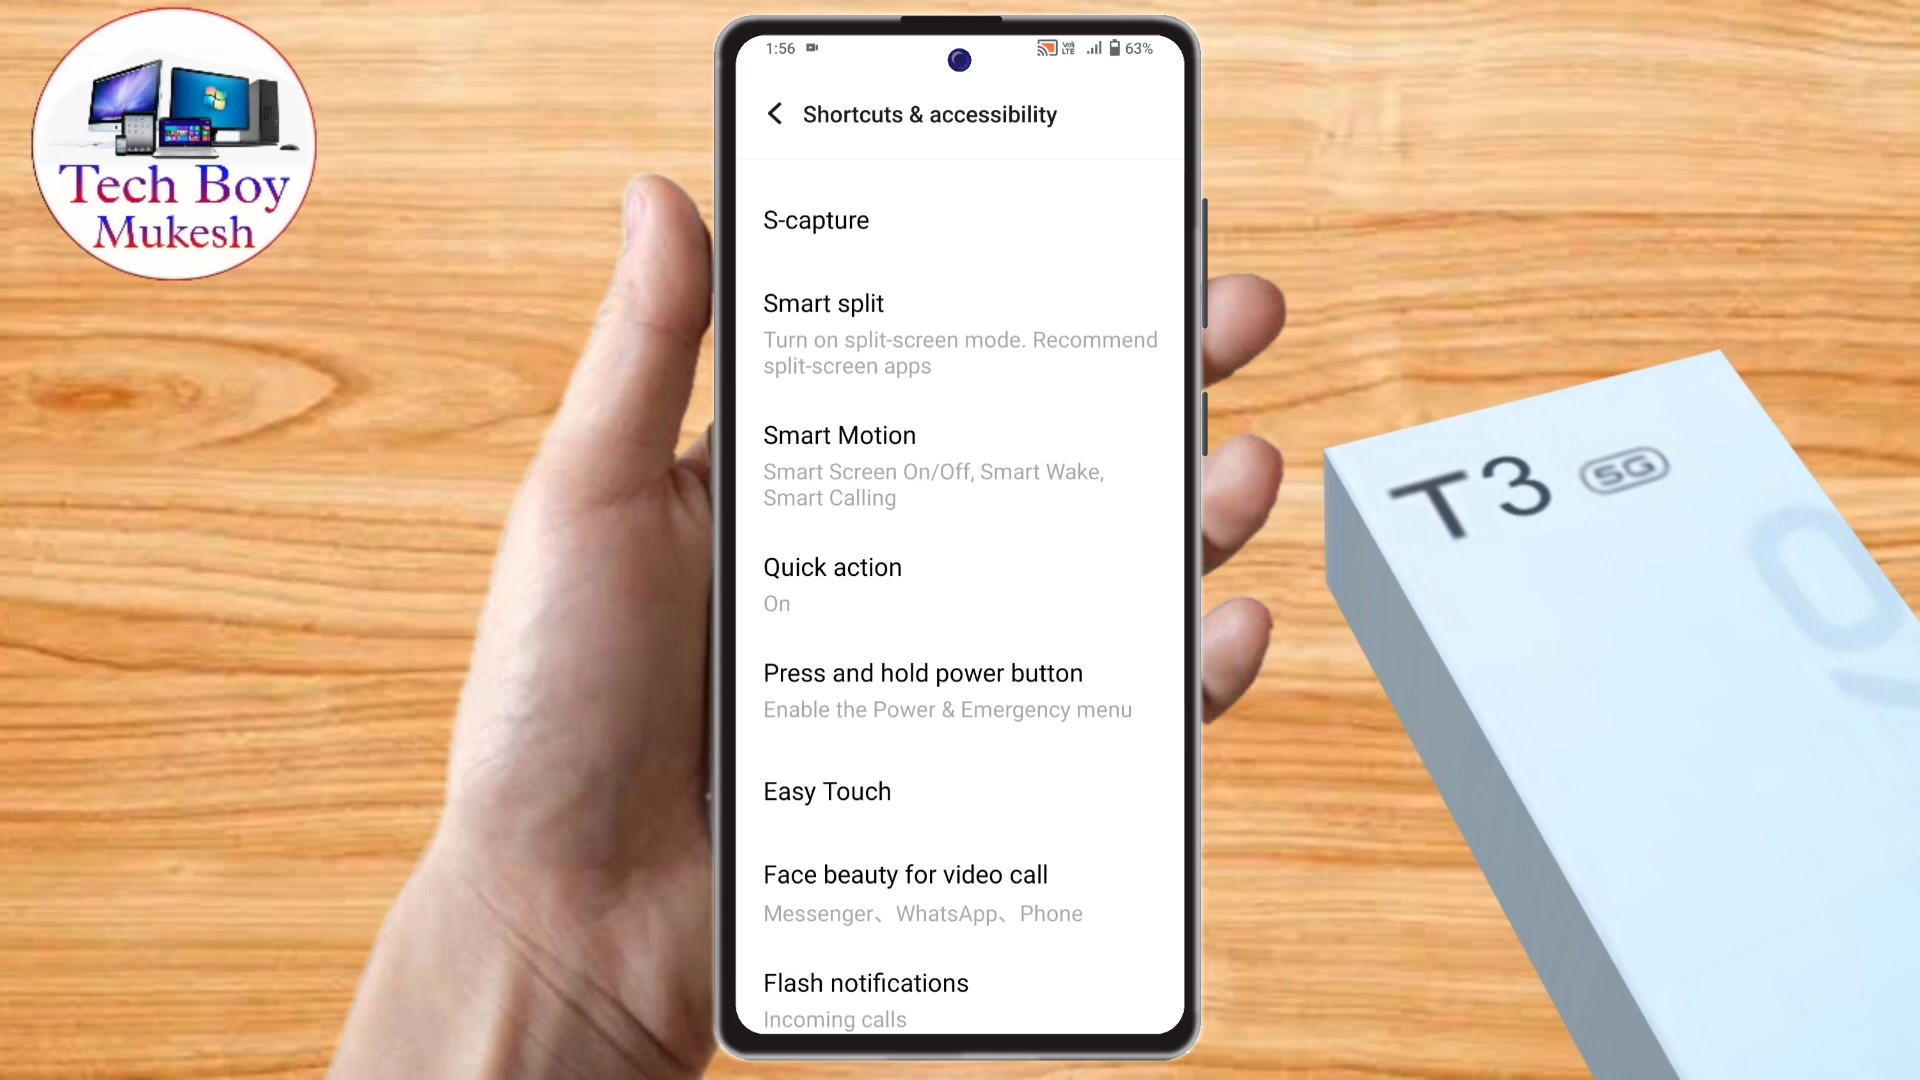 Tech Boy
Mukesh
1:56
63%
Shortcuts & accessibility
S-capture
Smart split
Turn on split-screen mode. Recommend
split-screen apps
Smart Motion
Smart Screen On/Off, Smart Wake,
Smart Calling
Quick action
On
Press and hold power button
Enable the Power & Emergency menu
Easy Touch
Face beauty for video call
Messenger、WhatsApp、Phone
Flash notifications
Incoming calls
T3 5G